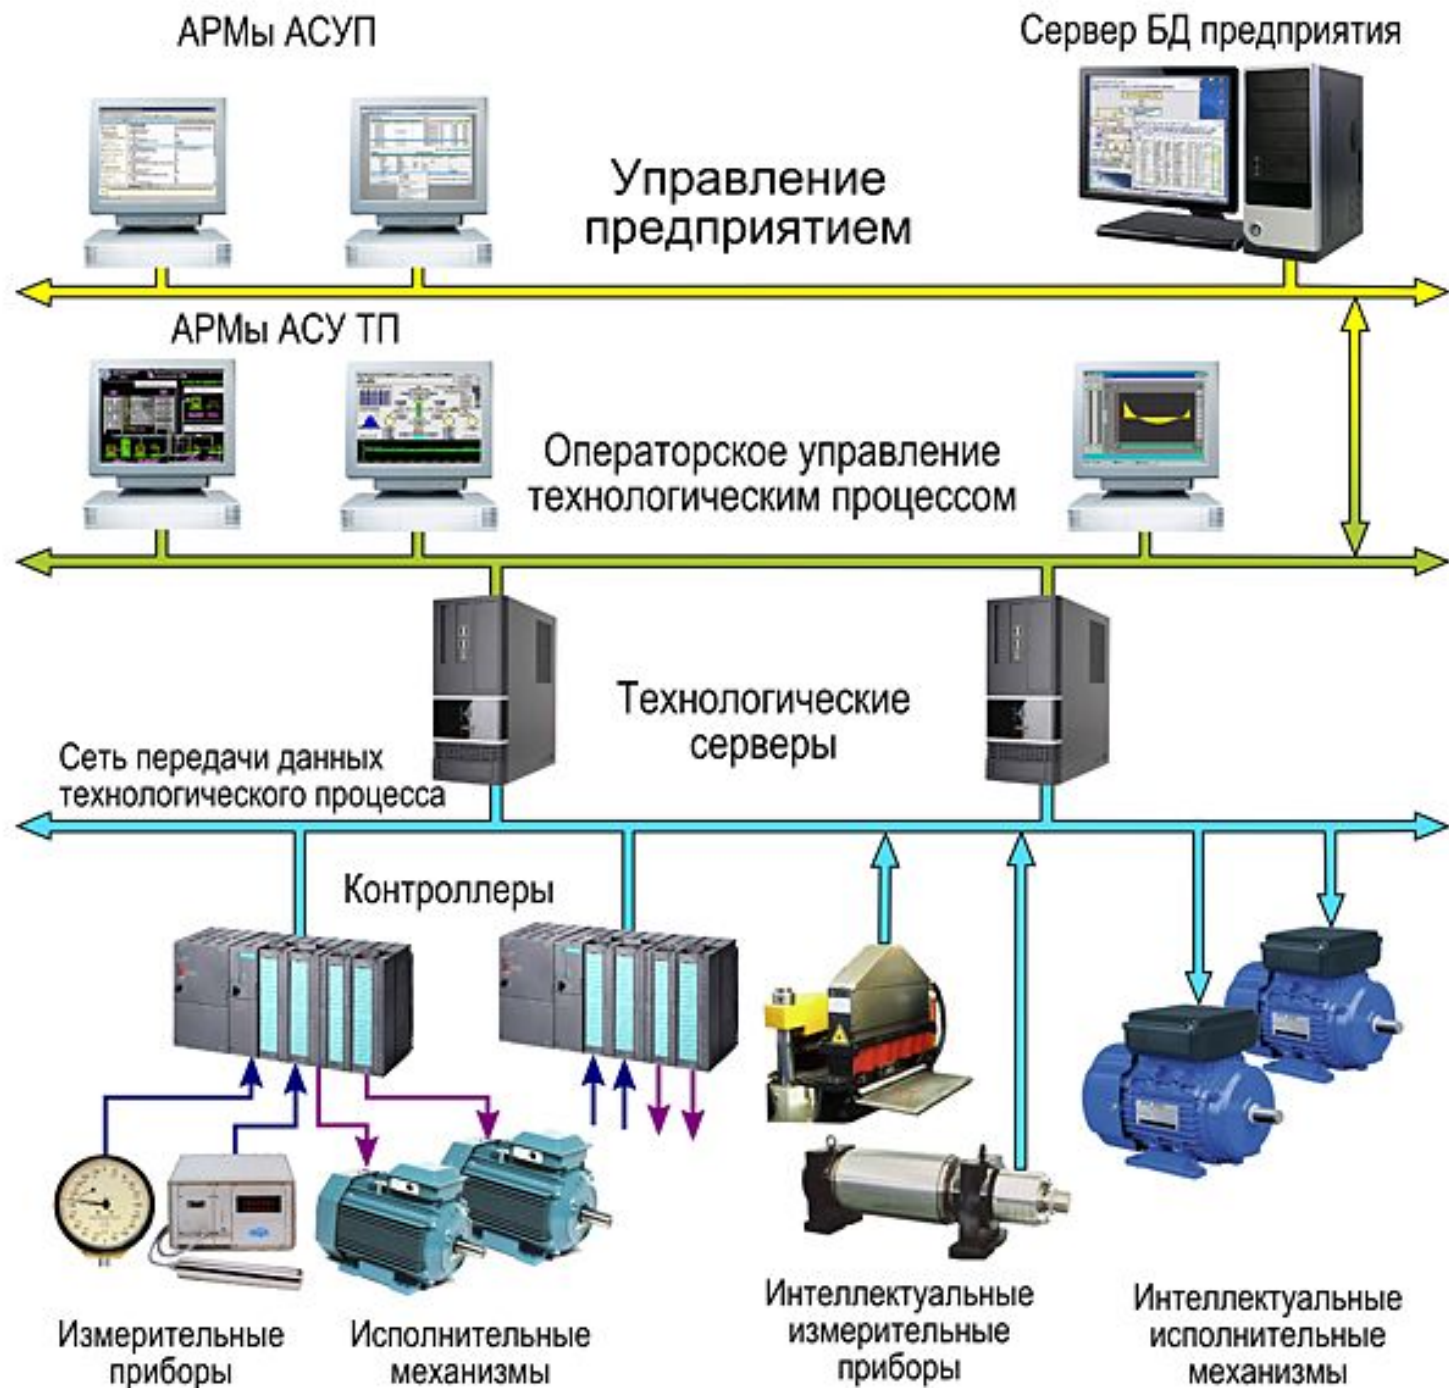 АРМы АСУП
Сервер БД предприятия
Управление
предприятием
АРМы АСУ ТП
Операторское управление
технологическим процессом
Технологические
серверы
Сеть передачи данных
технологического процесса
Контроллеры
Измерительные
приборы
Исполнительные
механизмы
Интеллектуальные
измерительные
приборы
Интеллектуальные
исполнительные
механизмы